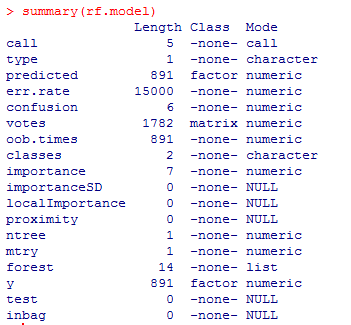 > summary(rf.model)
                Length Class  Mode
call                5  -none- call
type                1  -none- character
predicted         891  factor numeric
err.rate        15000  -none- numeric
confusion           6  -none- numeric
votes            1782  matrix numeric
oob.times         891  -none- numeric
classes             2  -none- character
importance          7  -none- numeric
importanceSD        0  -none- NULL
localImportance     0  -none- NULL
proximity           0  -none- NULL
ntree               1  -none- numeric
mtry                1  -none- numeric
forest             14  -none- list
y                 891  factor numeric
test                0  -none- NULL
inbag               0  -none- NULL